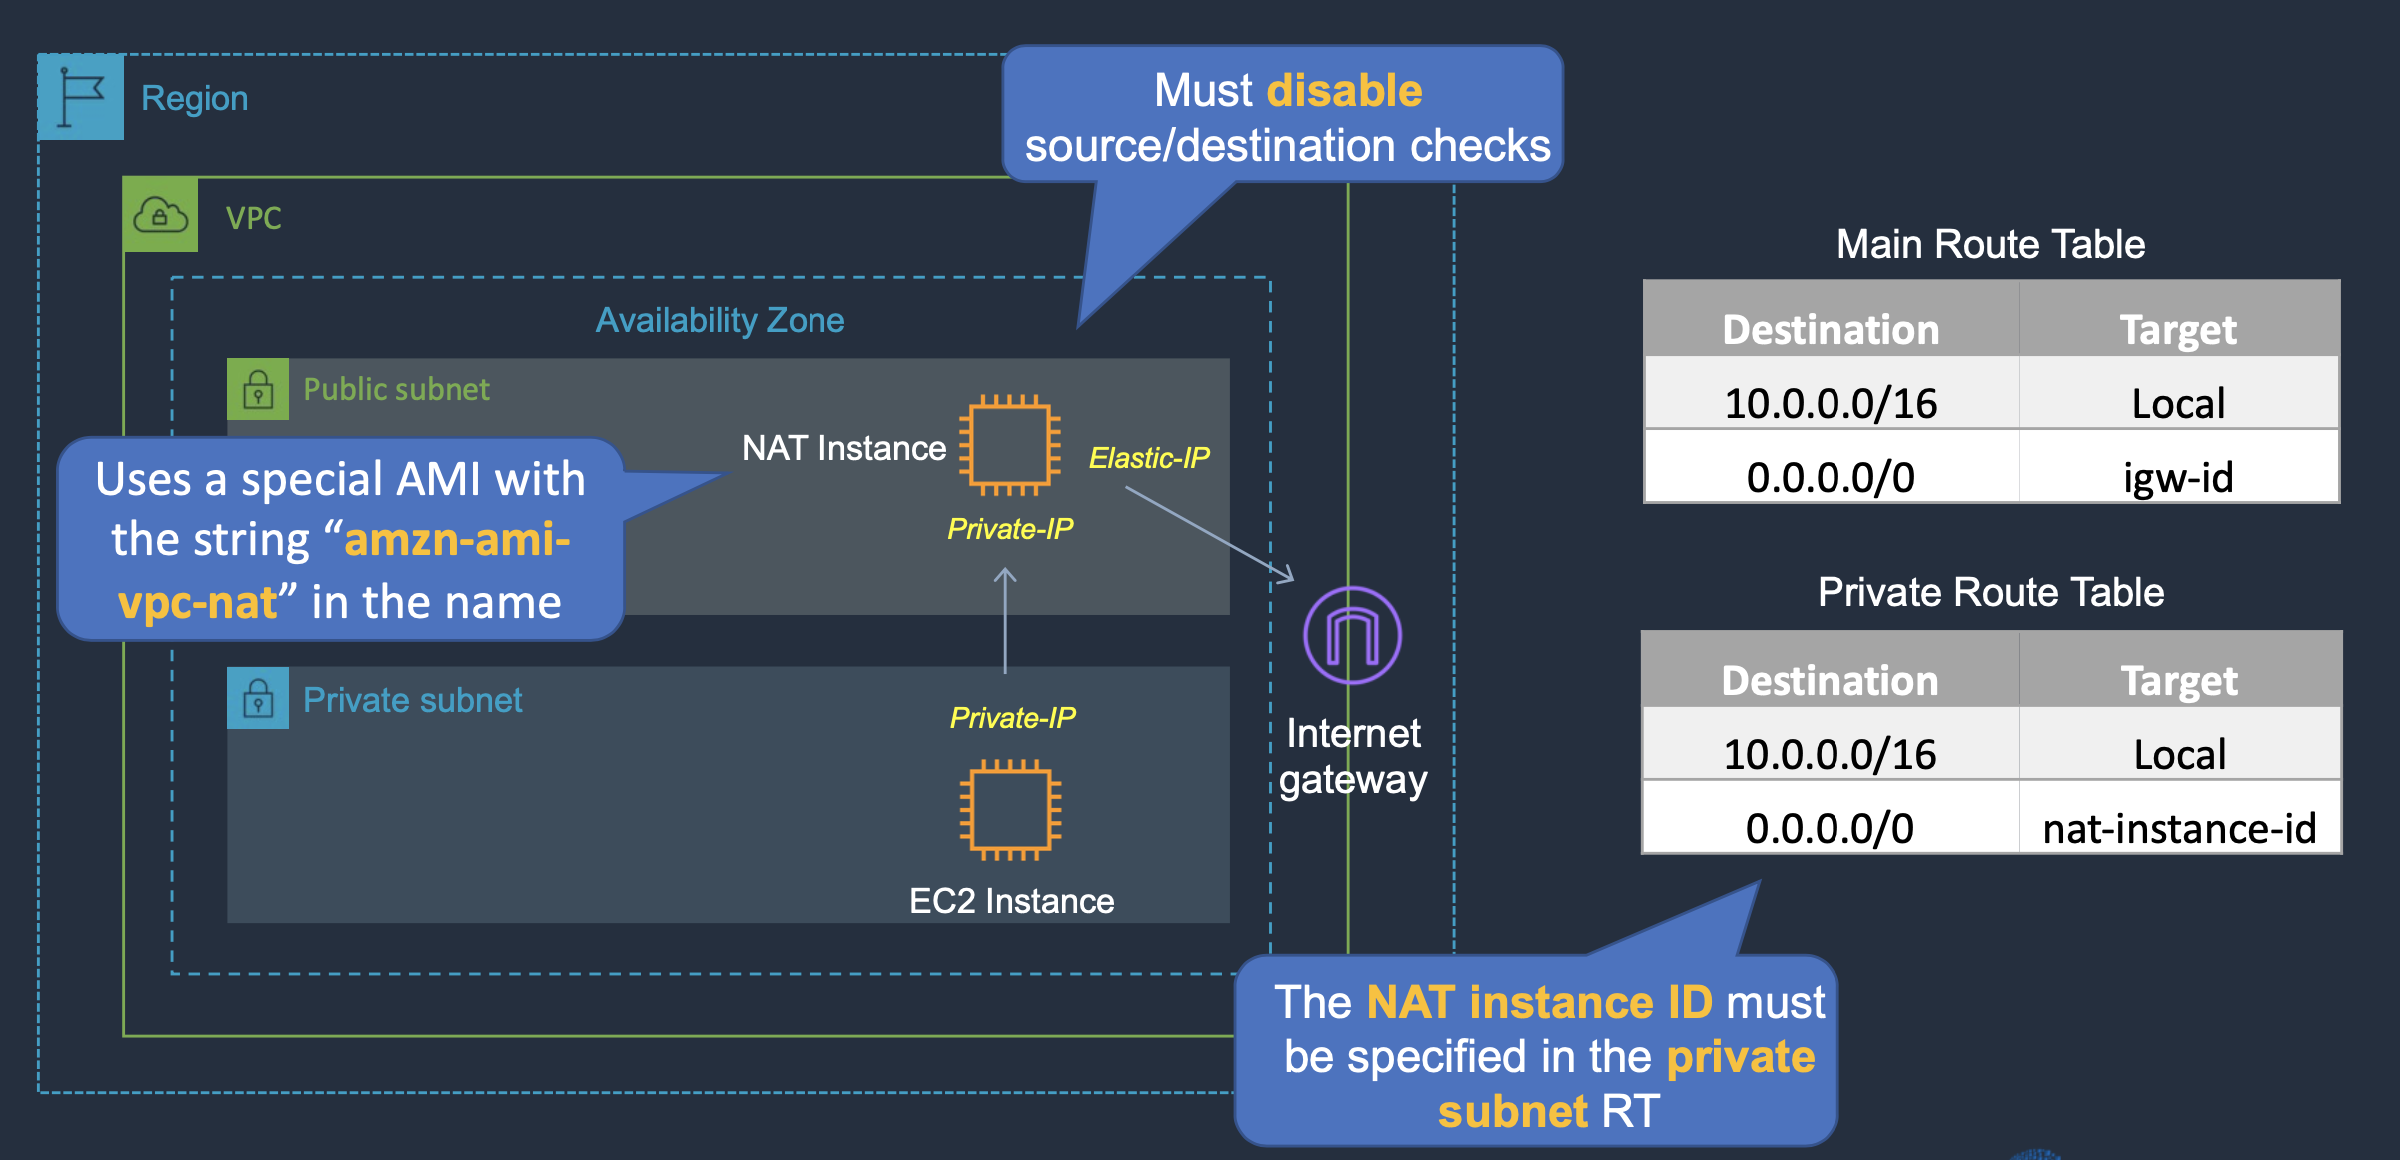 Region
Must disable
source/destination checks
VPC
Availability Zone
Public subnet
NAT Instance
Elastic-IP
Private-IP
Uses a special AMI with
the string “amzn-ami-
vpc-nat” in the name
Private subnet
Private-IP
EC2 Instance
Internet
gateway
Main Route Table
Destination Target
10.0.0.0/16 Local
0.0.0.0/0 igw-id
Private Route Table
Destination Target
10.0.0.0/16 Local
0.0.0.0/0 nat-instance-id
The NAT instance ID must
be specified in the private
subnet RT